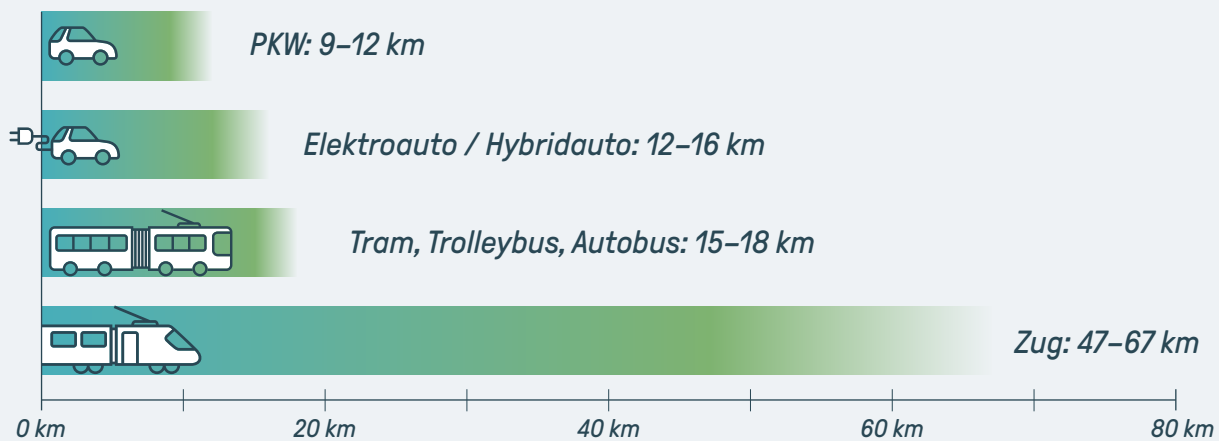 PKW: 9–12 km
Elektroauto / Hybridauto: 12–16 km
Tram, Trolleybus, Autobus: 15–18 km
Zug: 47–67 km
0 km 20 km 40 km 60 km 80 km